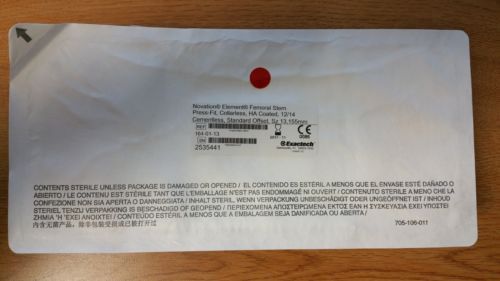 Novation® Element® Femoral Stem
Press-Fit, Collarless, HA Coated, 12/14
Cementless, Standard Offset, Sz 13,155mm
REF
164-01-13
2535441
Exactech
CONTENTS STERILE UNLESS PACKAGE IS DAMAGED OR OPENED / EL CONTENIDO ES ESTÉRIL A MENOS QUE EL ENVASE ESTÉ DAÑADO O
ABIERTO / LE CONTENU EST STÉRILE TANT QUE L'EMBALLAGE N'EST PAS ENDOMMAGÉ N'OUVERT / CONTENUTO STERILE A MENO CHE LA
CONFEZIONE NON SIA APERTA O DANNEGGIATA / INHALT STERIL, WENN VERPACKUNG UNBESCHÄDIGT ODER UNGEÖFFNET IST / INHOUD
STERIEL TENZIJ VERPAKKING IS BESCHADIGD OF GEOPEND / ΠΕΡΙΕΧΟΜΕΝΑ ΑΠΟΣΤΕΙΡΩΜΕΝΑ ΕΚΤΟΣ ΕΑΝ Η ΣΥΣΚΕΥΑΣΙΑ ΕΧΕΙ ΥΠΟΣΤΕΙ
ΖΗΜΙΑ Ή ΕΧΕΙ ΑΝΟΙΧΤΕΙ / CONTEÚDO ESTÉRIL A MENOS QUE A EMBALAGEM SEJA DANIFICADA OU ABERTA /
内含无菌产品，除非包装受损或已被打开过
705-106-011